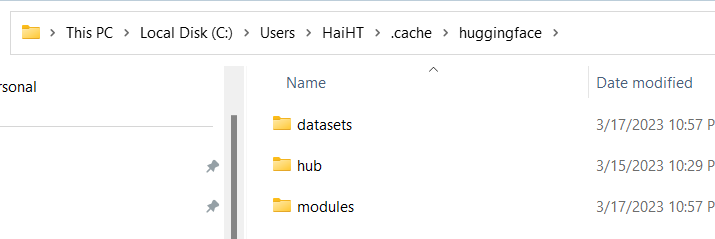 This PC > Local Disk (C:) > Users > HaiHT > .cache > huggingface >
Name Date modified
rsonal
datasets 3/17/2023 10:57 P
hub 3/15/2023 10:29 P
modules 3/17/2023 10:57 P